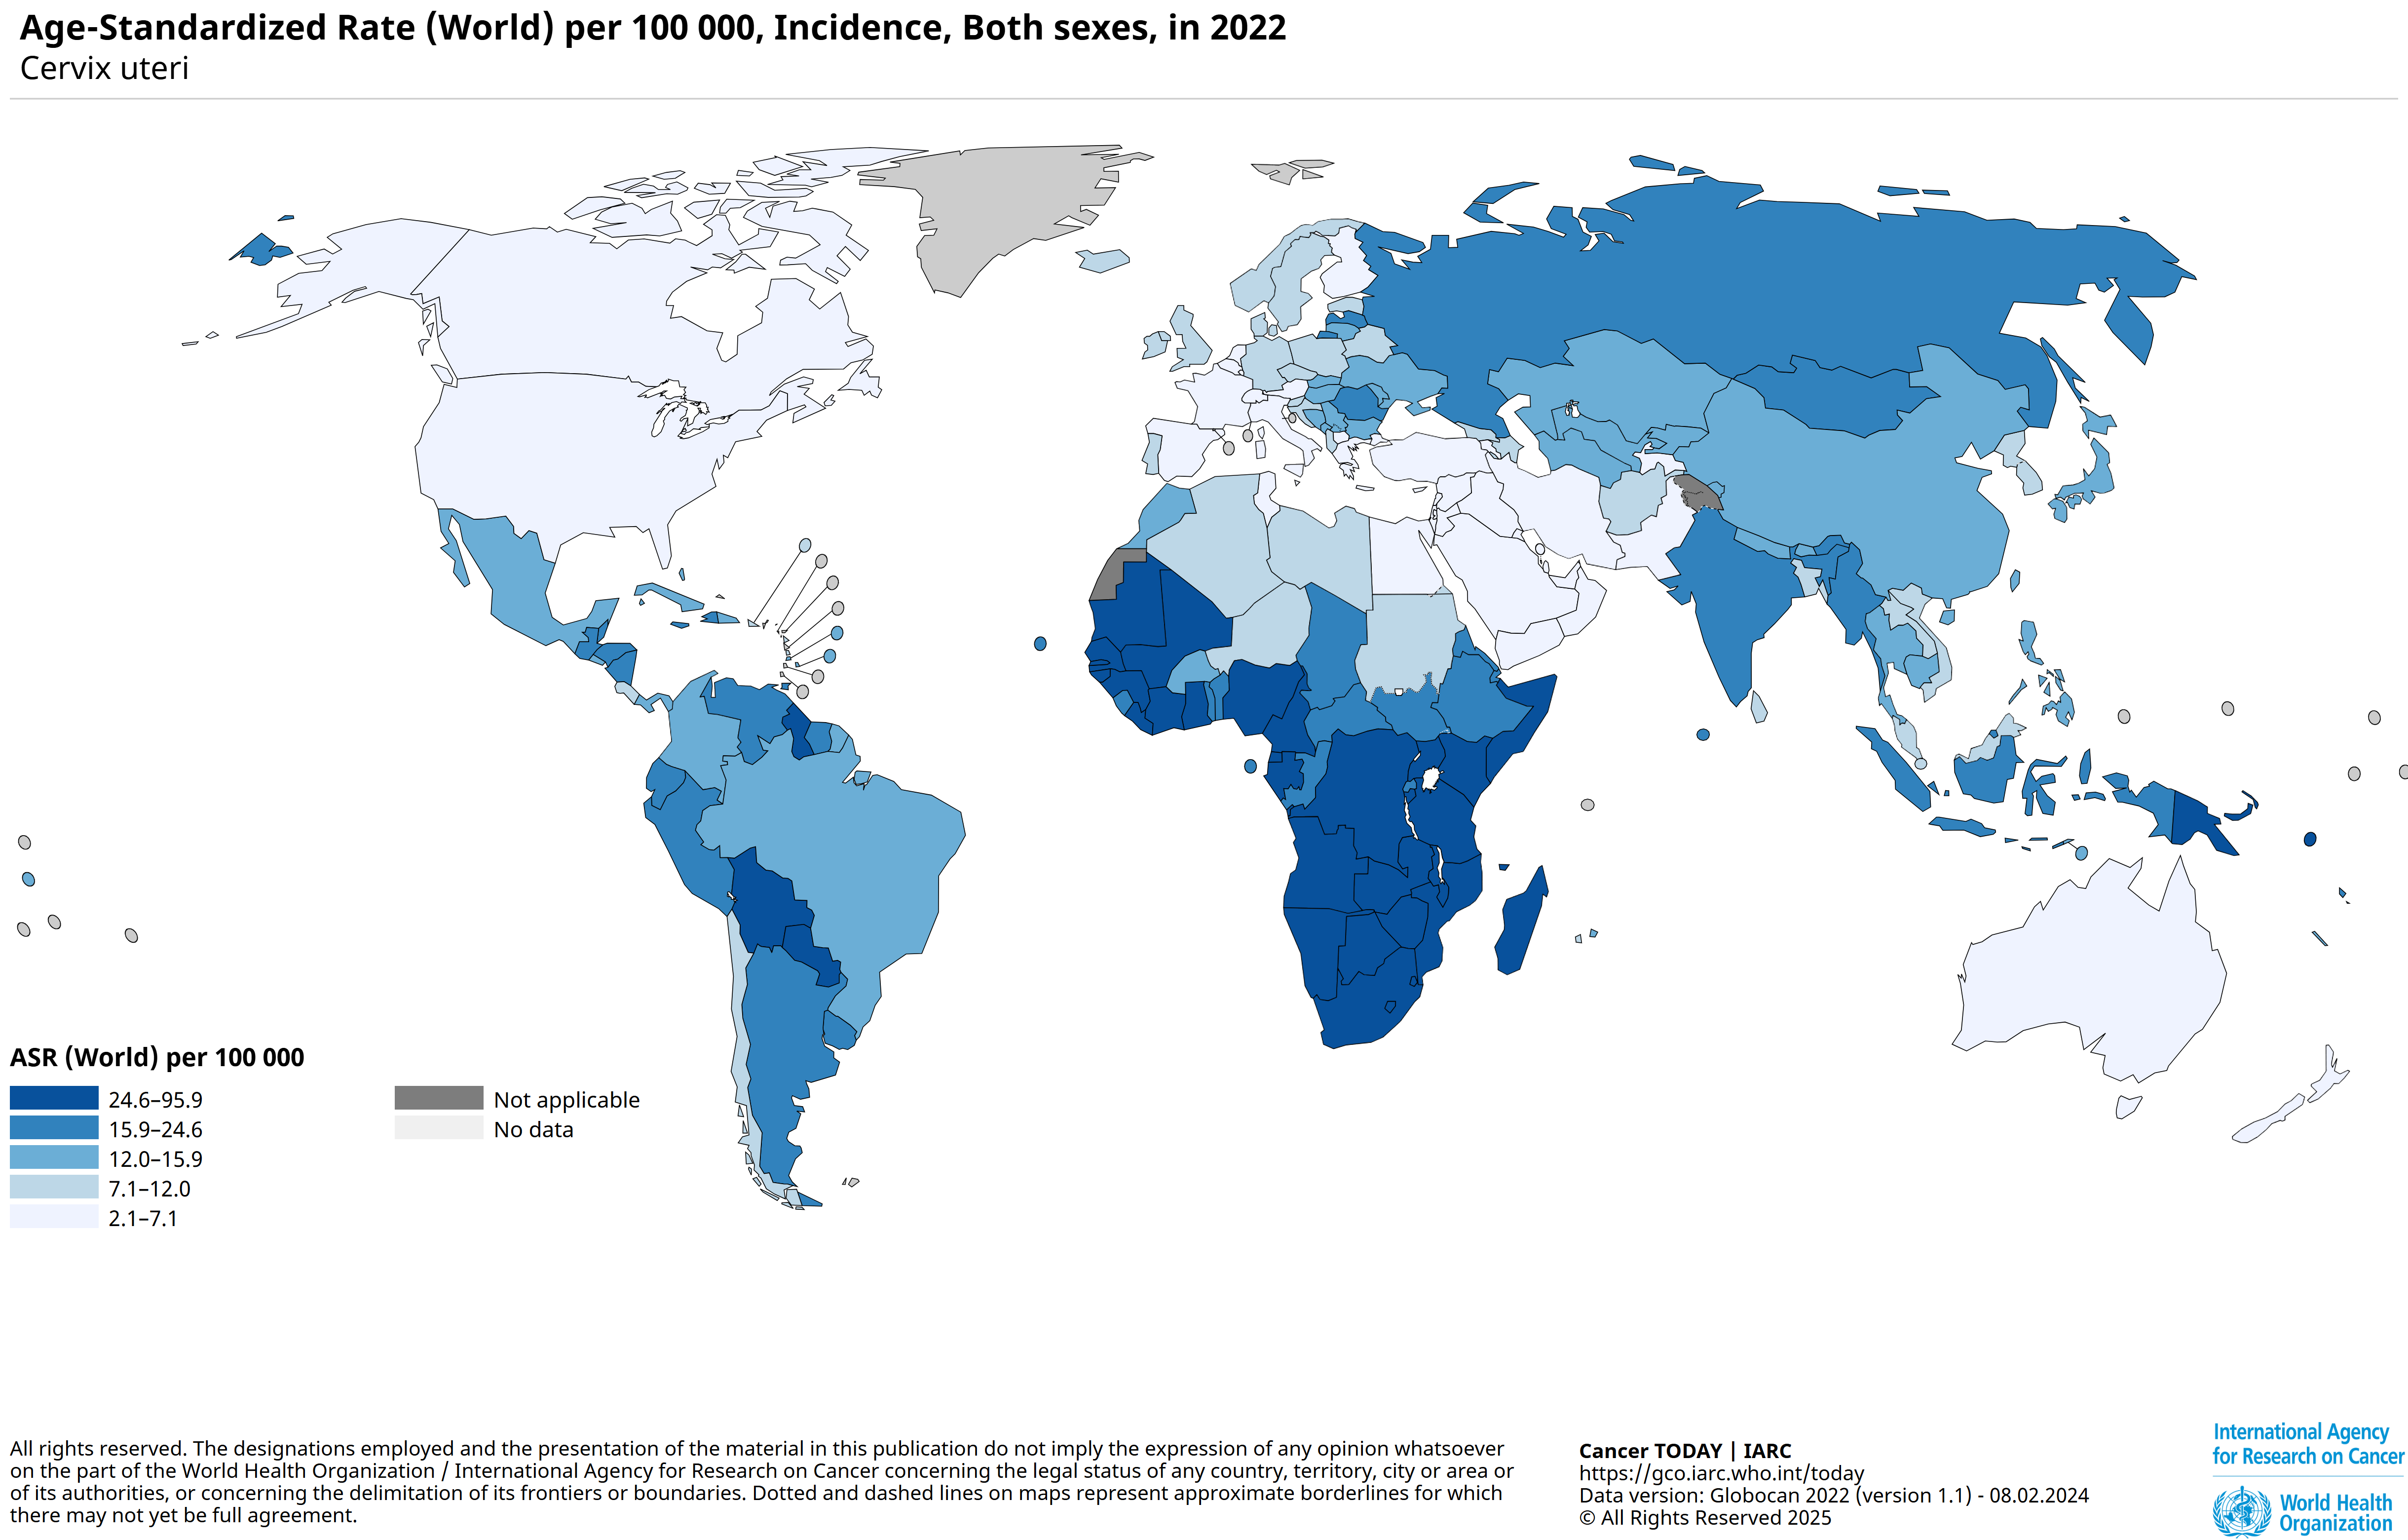 Age-Standardized Rate (World) per 100 000, Incidence, Both sexes, in 2022
Cervix uteri
ASR (World) per 100 000
24.6–95.9
15.9–24.6
12.0–15.9
7.1–12.0
2.1–7.1
Not applicable
No data
All rights reserved. The designations employed and the presentation of the material in this publication do not imply the expression of any opinion whatsoever
on the part of the World Health Organization / International Agency for Research on Cancer concerning the legal status of any country, territory, city or area or
of its authorities, or concerning the delimitation of its frontiers or boundaries. Dotted and dashed lines on maps represent approximate borderlines for which
there may not yet be full agreement.
Cancer TODAY | IARC
https://gco.iarc.who.int/today
Data version: Globocan 2022 (version 1.1) - 08.02.2024
© All Rights Reserved 2025
International Agency
for Research on Cancer
World Health
Organization